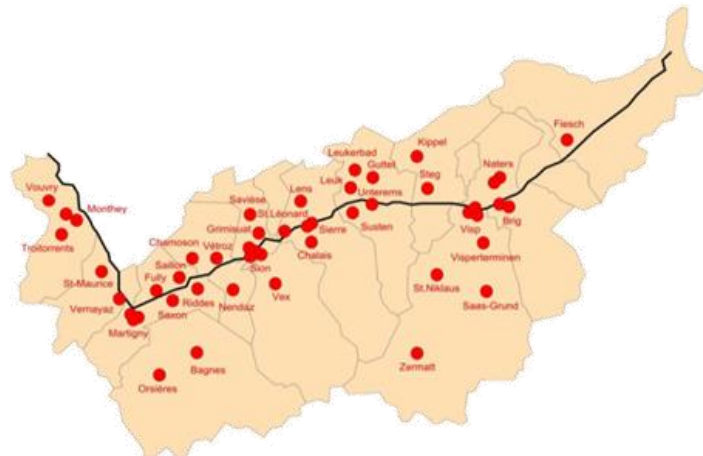 Fiesch
Kippel
Leukerbad
Guttet
Naters
Steg
Leuk
Unterems
Vouvry
Lens
Savièse
Monthey
St.Léonard
Brig
Grimisuat
Sierre
Susten
Visp
Troitorrents
Chamoson
Vétroz
Chalais
Visperterminen
Sion
St-Maurice
Saillon
Fully
St.Niklaus
Vex
Saas-Grund
Vernayaz
Riddes
Nendaz
Saxon
Martigny
Bagnes
Zermatt
Orsières